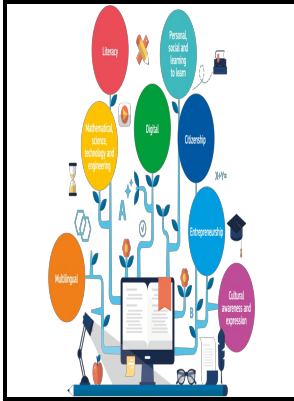 Literacy
Personal,
social and
learning
to learn
Mathematical,
science,
technology and
engineering
Digital
Citizenship
X+Y=
A
Entrepreneurship
Multilingual
B
Cultural
awareness and
expression